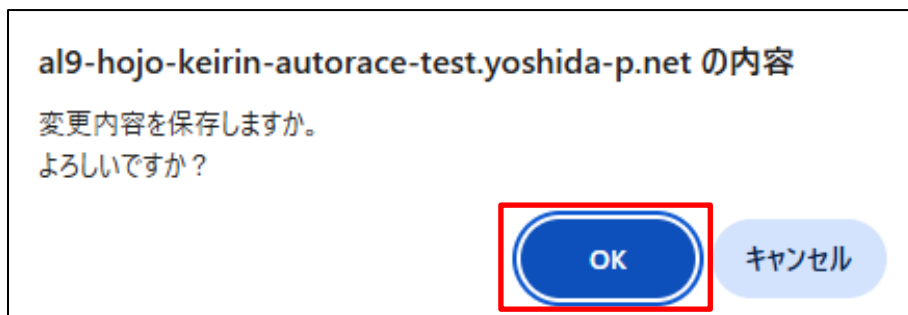 al9-hojo-keirin-autorace-test.yoshida-p.net の内容
変更内容を保存しますか。
よろしいですか？
OK
キャンセル